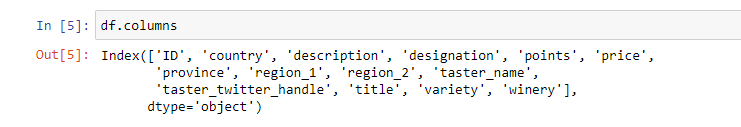 In [5]: df.columns
Out[5]: Index(['ID', 'country', 'description', 'designation', 'points', 'price',
'province', 'region_1', 'region_2', 'taster_name',
'taster_twitter_handle', 'title', 'variety', 'winery'],
dtype='object')